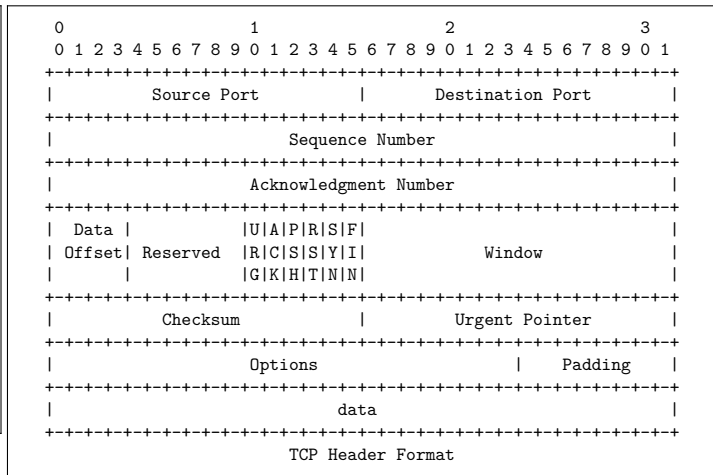 0                   1                   2                   3
 0 1 2 3 4 5 6 7 8 9 0 1 2 3 4 5 6 7 8 9 0 1 2 3 4 5 6 7 8 9 0 1
+-+-+-+-+-+-+-+-+-+-+-+-+-+-+-+-+-+-+-+-+-+-+-+-+-+-+-+-+-+-+-+-+
|          Source Port          |       Destination Port        |
+-+-+-+-+-+-+-+-+-+-+-+-+-+-+-+-+-+-+-+-+-+-+-+-+-+-+-+-+-+-+-+-+
|                        Sequence Number                        |
+-+-+-+-+-+-+-+-+-+-+-+-+-+-+-+-+-+-+-+-+-+-+-+-+-+-+-+-+-+-+-+-+
|                    Acknowledgment Number                      |
+-+-+-+-+-+-+-+-+-+-+-+-+-+-+-+-+-+-+-+-+-+-+-+-+-+-+-+-+-+-+-+-+
|  Data |           |U|A|P|R|S|F|                               |
| Offset| Reserved  |R|C|S|S|Y|I|            Window             |
|       |           |G|K|H|T|N|N|                               |
+-+-+-+-+-+-+-+-+-+-+-+-+-+-+-+-+-+-+-+-+-+-+-+-+-+-+-+-+-+-+-+-+
|           Checksum            |         Urgent Pointer        |
+-+-+-+-+-+-+-+-+-+-+-+-+-+-+-+-+-+-+-+-+-+-+-+-+-+-+-+-+-+-+-+-+
|                    Options                    |    Padding    |
+-+-+-+-+-+-+-+-+-+-+-+-+-+-+-+-+-+-+-+-+-+-+-+-+-+-+-+-+-+-+-+-+
|                             data                              |
+-+-+-+-+-+-+-+-+-+-+-+-+-+-+-+-+-+-+-+-+-+-+-+-+-+-+-+-+-+-+-+-+
                        TCP Header Format